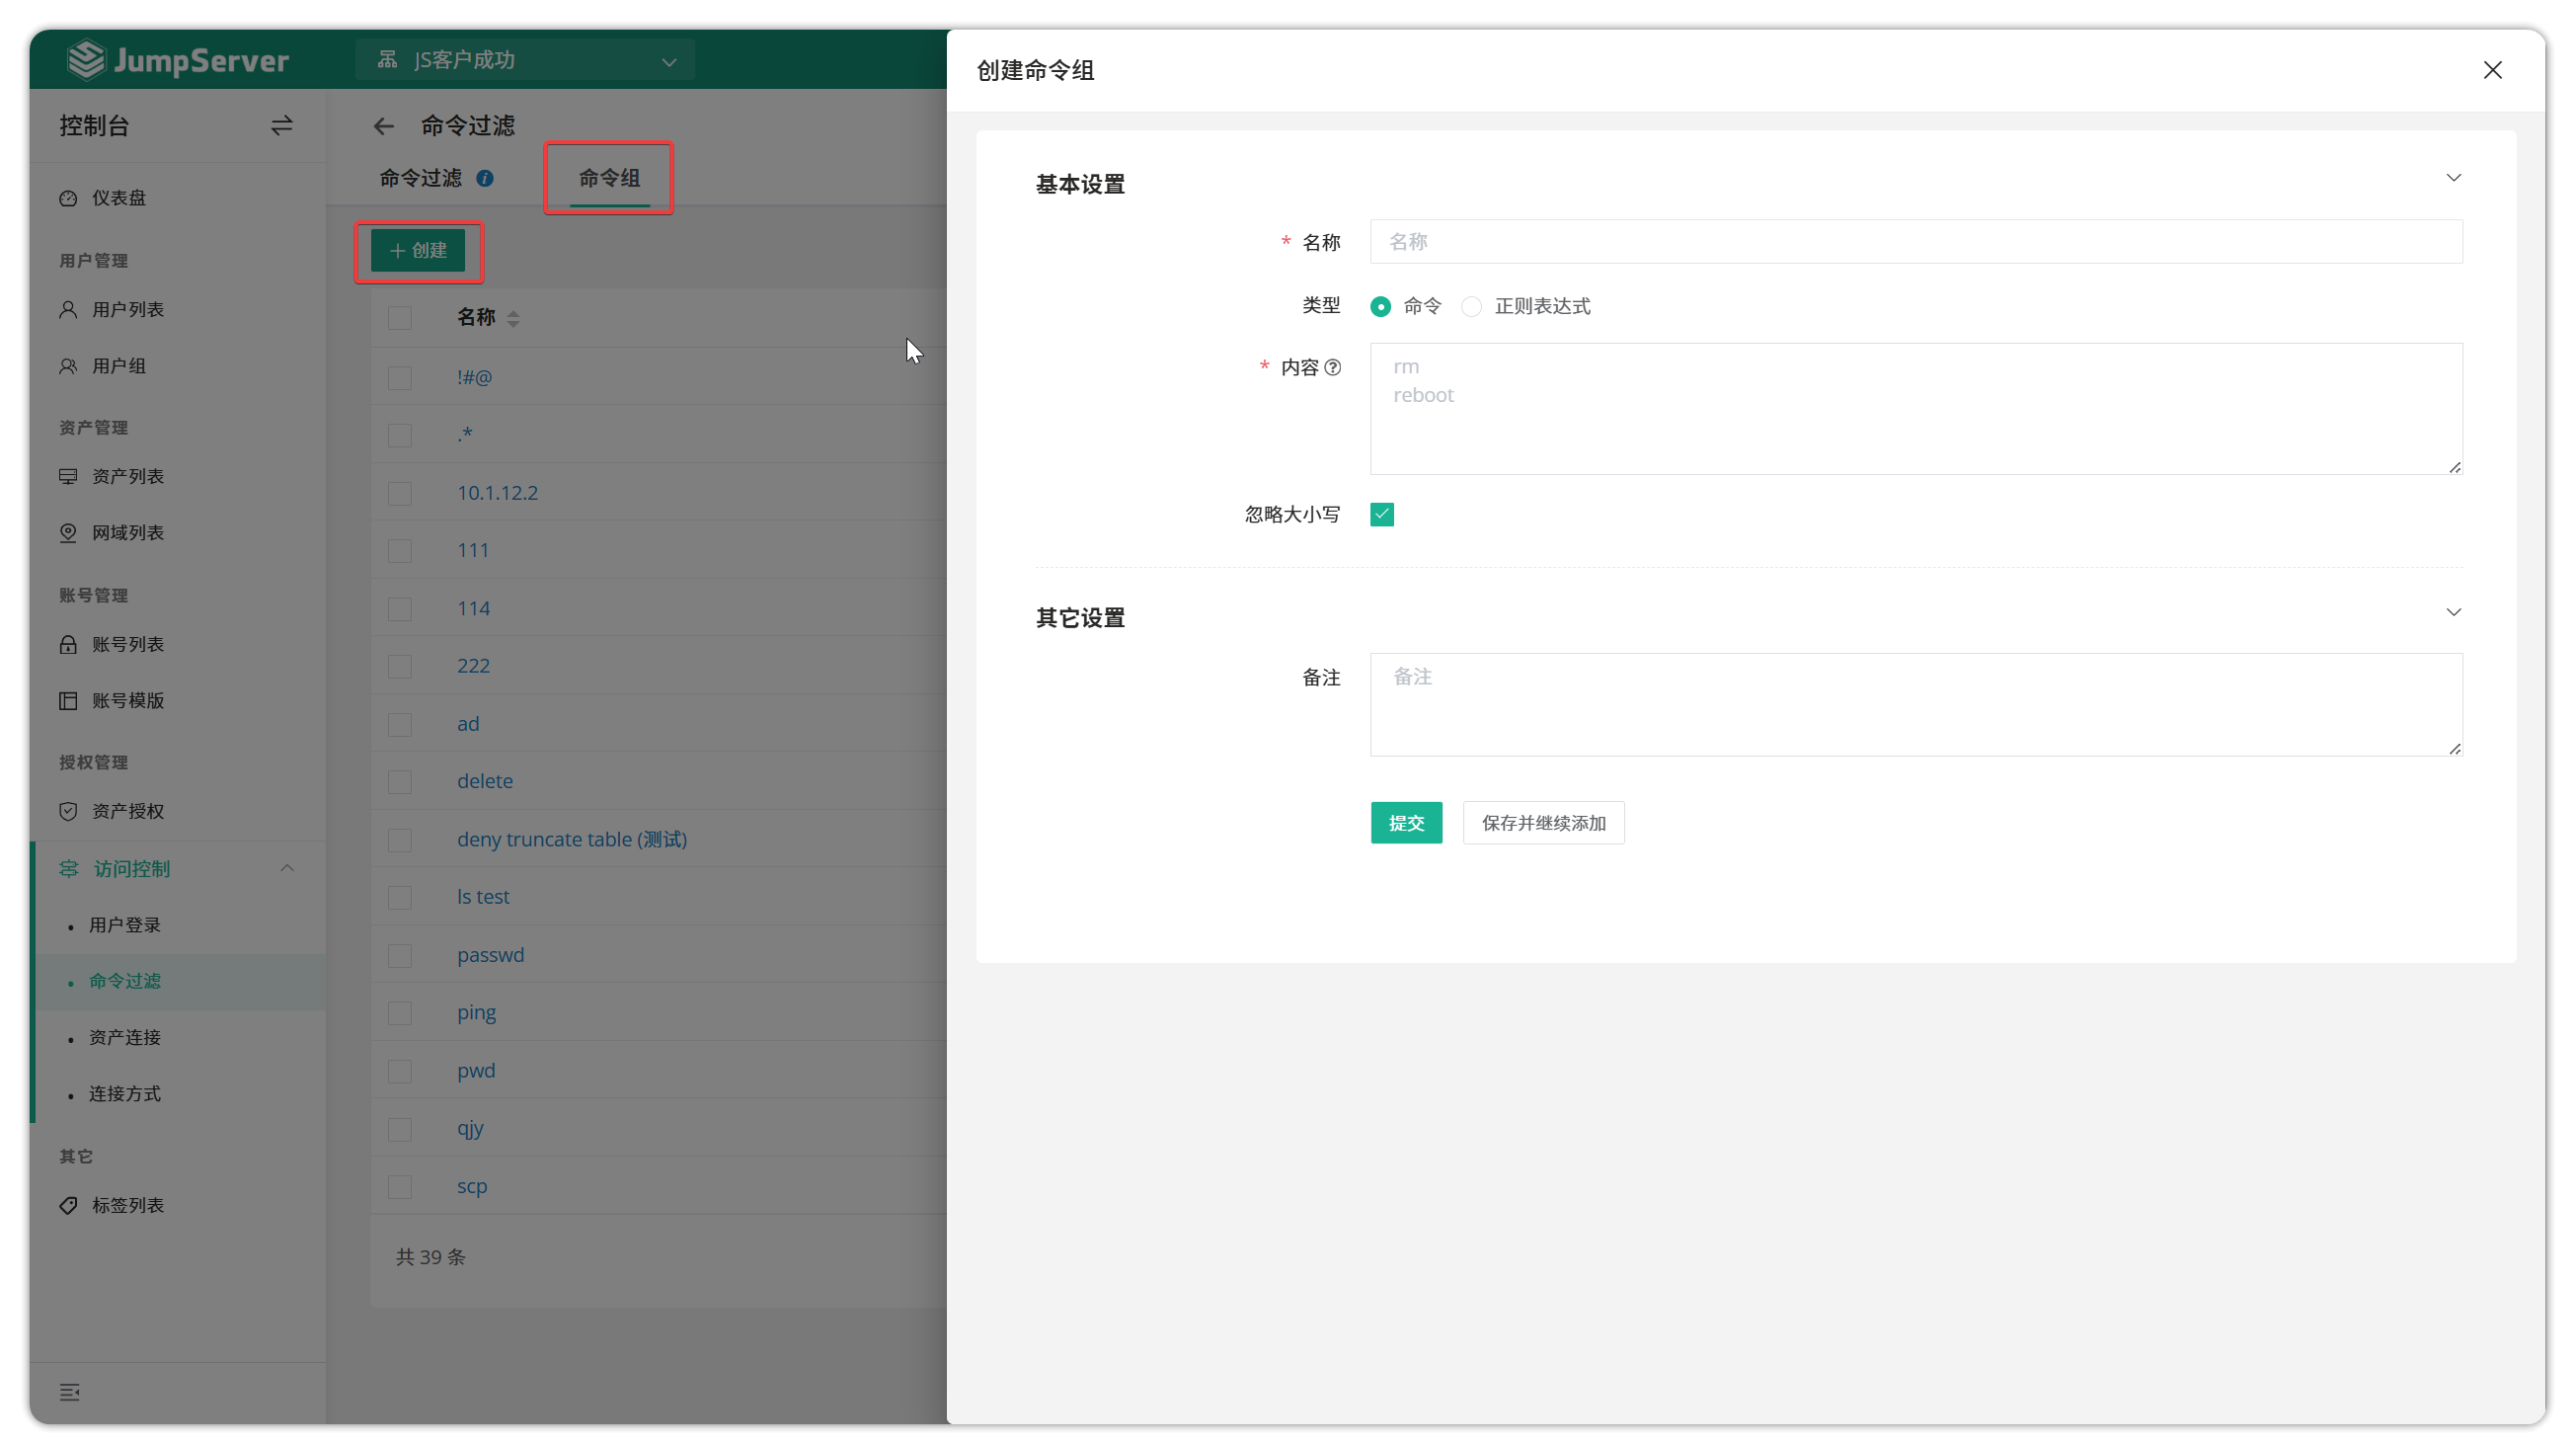 JumpServer
JS客户成功
控制台
仪表盘
用户管理
用户列表
用户组
资产管理
资产列表
网域列表
账号管理
账号列表
账号模版
授权管理
资产授权
访问控制
用户登录
命令过滤
资产连接
连接方式
其它
标签列表
命令过滤
命令过滤
命令组
创建
名称
!#@
.*
10.1.12.2
111
114
222
ad
delete
deny truncate table (测试)
ls test
passwd
ping
pwd
qjy
scp
共 39 条
创建命令组
基本设置
* 名称
名称
类型
命令 正则表达式
* 内容
rm
reboot
忽略大小写
其它设置
备注
备注
提交 保存并继续添加